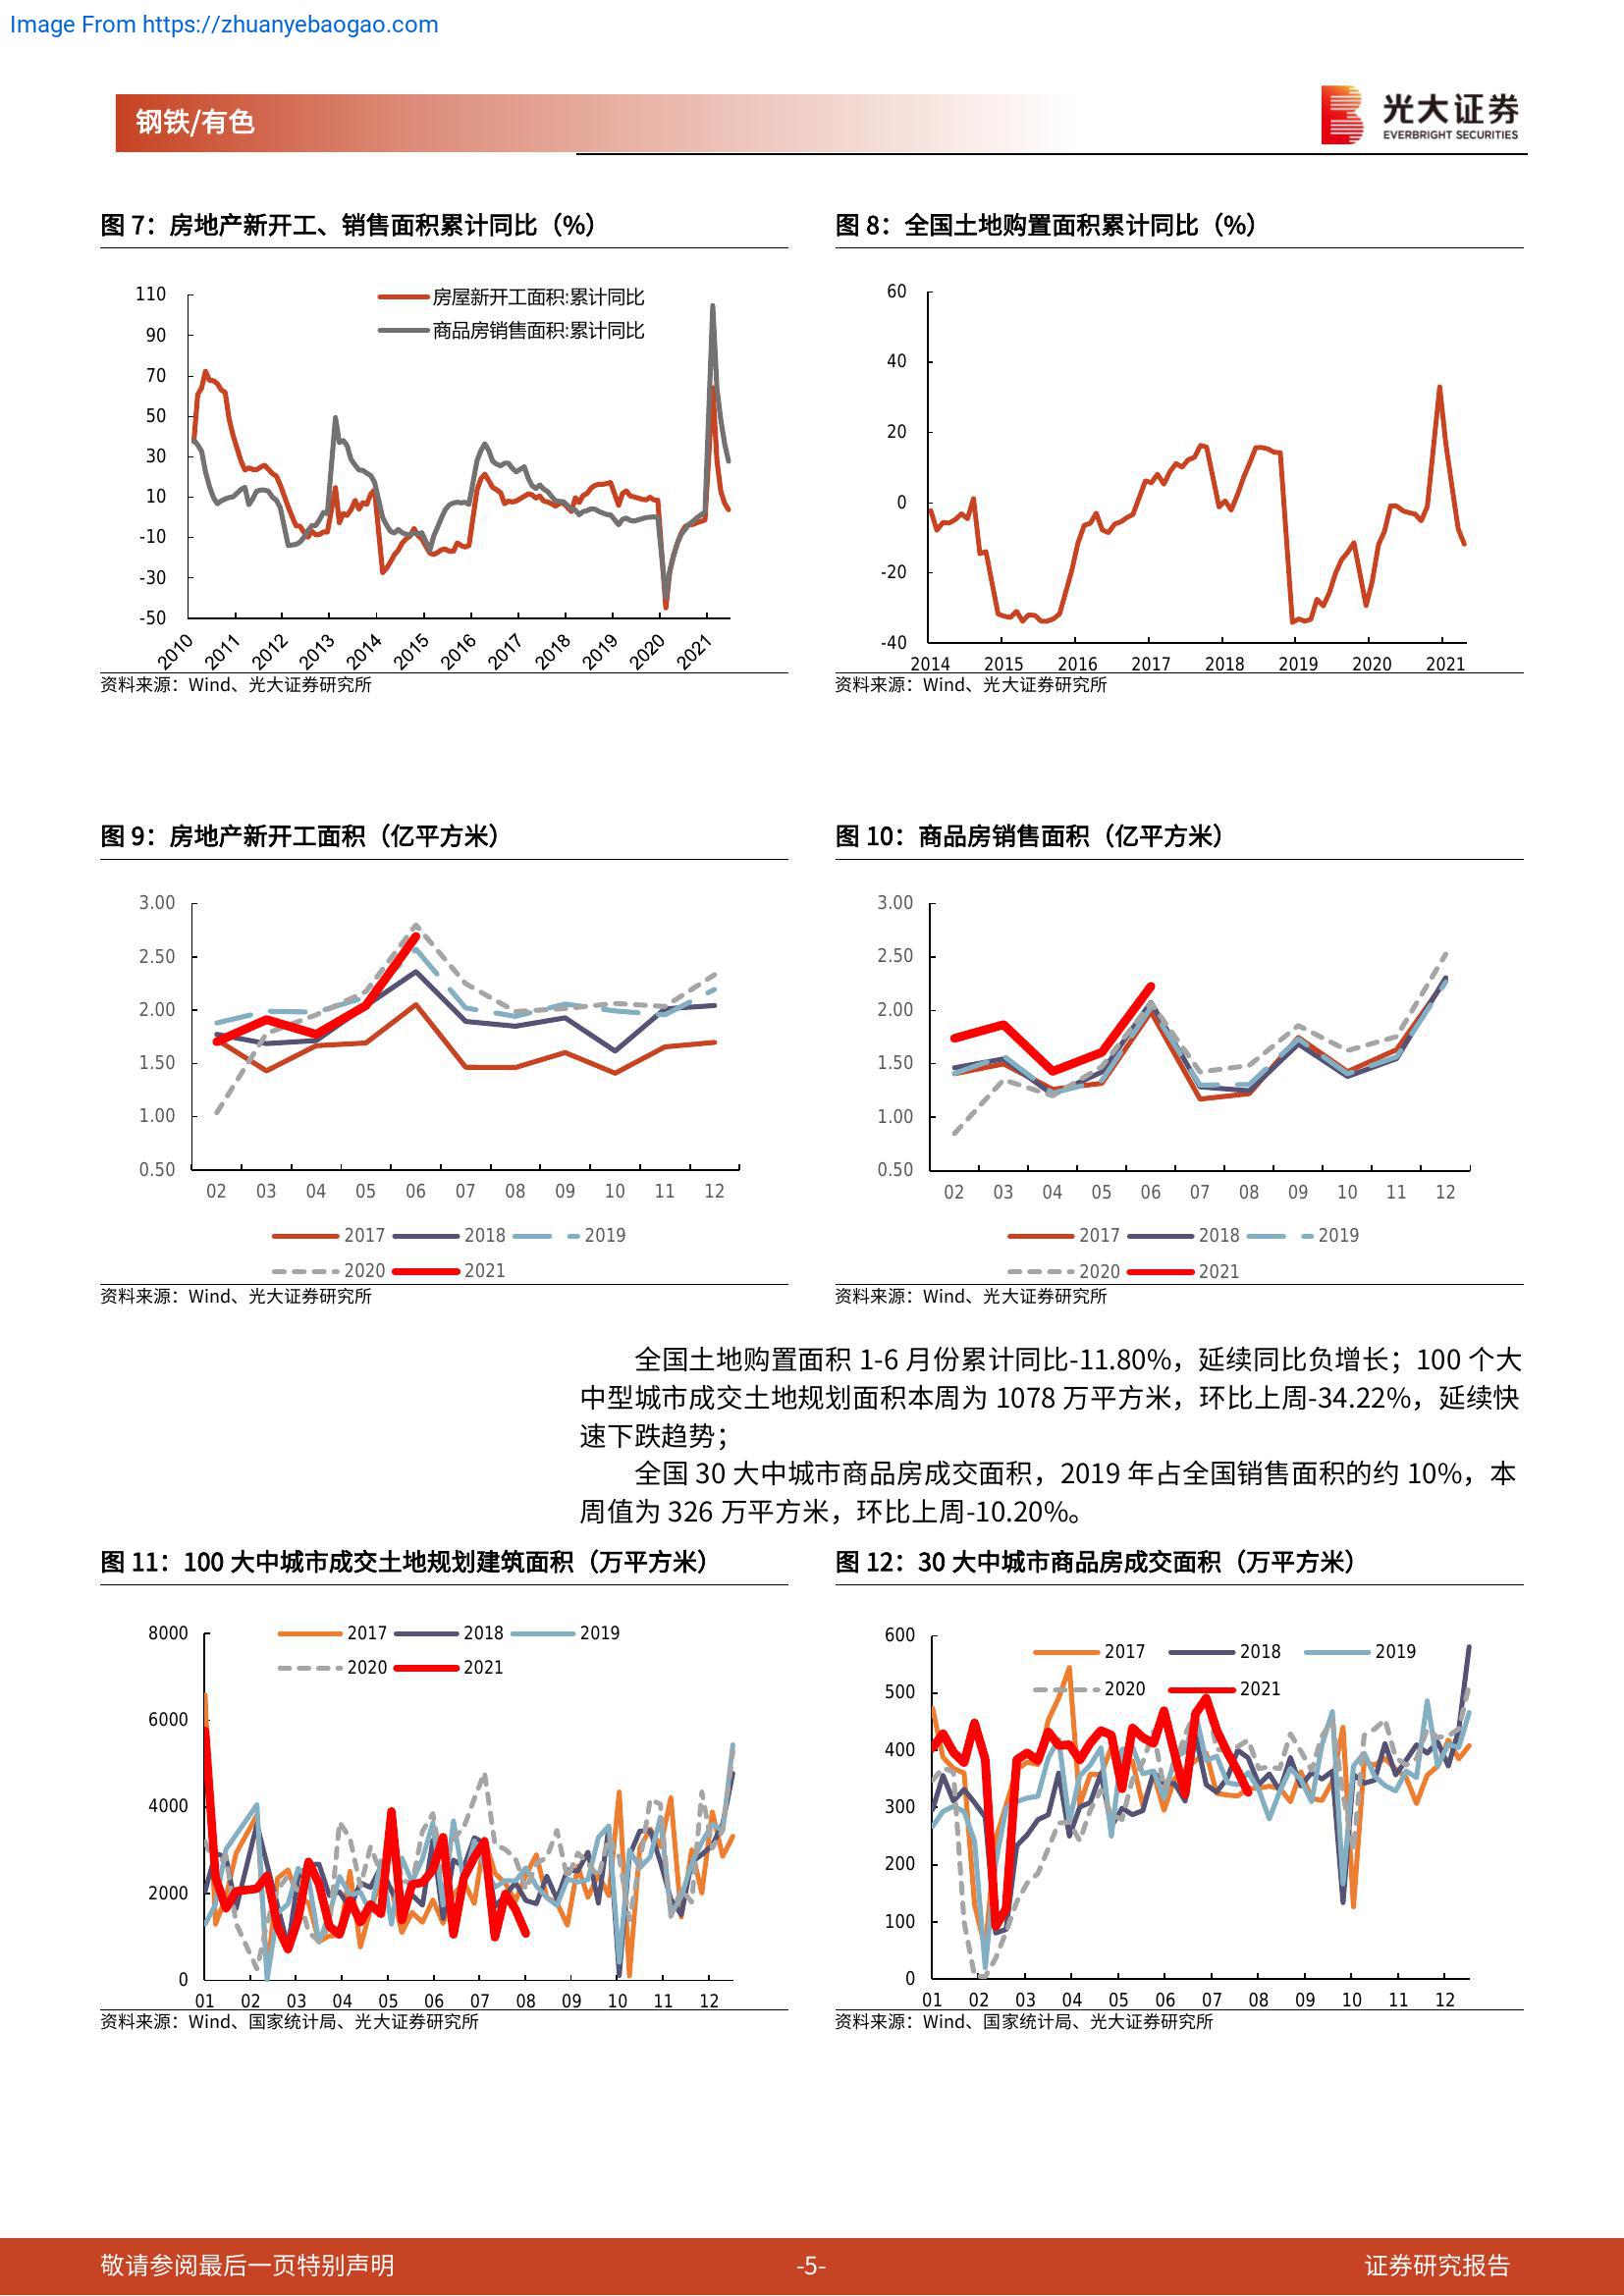 Image From https://zhuanyebaogao.com
钢铁/有色
光大证券
EVERBRIGHT SECURITIES
图 7：房地产新开工、销售面积累计同比（%）
110
90
70
50
30
10
-10
-30
-50
房屋新开工面积:累计同比
商品房销售面积:累计同比
2010 2011 2012 2013 2014 2015 2016 2017 2018 2019 2020 2021
资料来源：Wind、光大证券研究所
图 8：全国土地购置面积累计同比（%）
60
40
20
0
-20
-40
2014 2015 2016 2017 2018 2019 2020 2021
资料来源：Wind、光大证券研究所
图 9：房地产新开工面积（亿平方米）
3.00
2.50
2.00
1.50
1.00
0.50
02 03 04 05 06 07 08 09 10 11 12
2017 2018 2019
2020 2021
资料来源：Wind、光大证券研究所
图 10：商品房销售面积（亿平方米）
3.00
2.50
2.00
1.50
1.00
0.50
02 03 04 05 06 07 08 09 10 11 12
2017 2018 2019
2020 2021
资料来源：Wind、光大证券研究所
全国土地购置面积 1-6 月份累计同比-11.80%，延续同比负增长；100 个大
中型城市成交土地规划面积本周为 1078 万平方米，环比上周-34.22%，延续快
速下跌趋势；
全国 30 大中城市商品房成交面积，2019 年占全国销售面积的约 10%，本
周值为 326 万平方米，环比上周-10.20%。
图 11：100 大中城市成交土地规划建筑面积（万平方米）
8000
6000
4000
2000
0
2017 2018 2019
2020 2021
01 02 03 04 05 06 07 08 09 10 11 12
资料来源：Wind、国家统计局、光大证券研究所
图 12：30 大中城市商品房成交面积（万平方米）
600
500
400
300
200
100
0
2017 2018 2019
2020 2021
01 02 03 04 05 06 07 08 09 10 11 12
资料来源：Wind、国家统计局、光大证券研究所
敬请参阅最后一页特别声明
-5-
证券研究报告